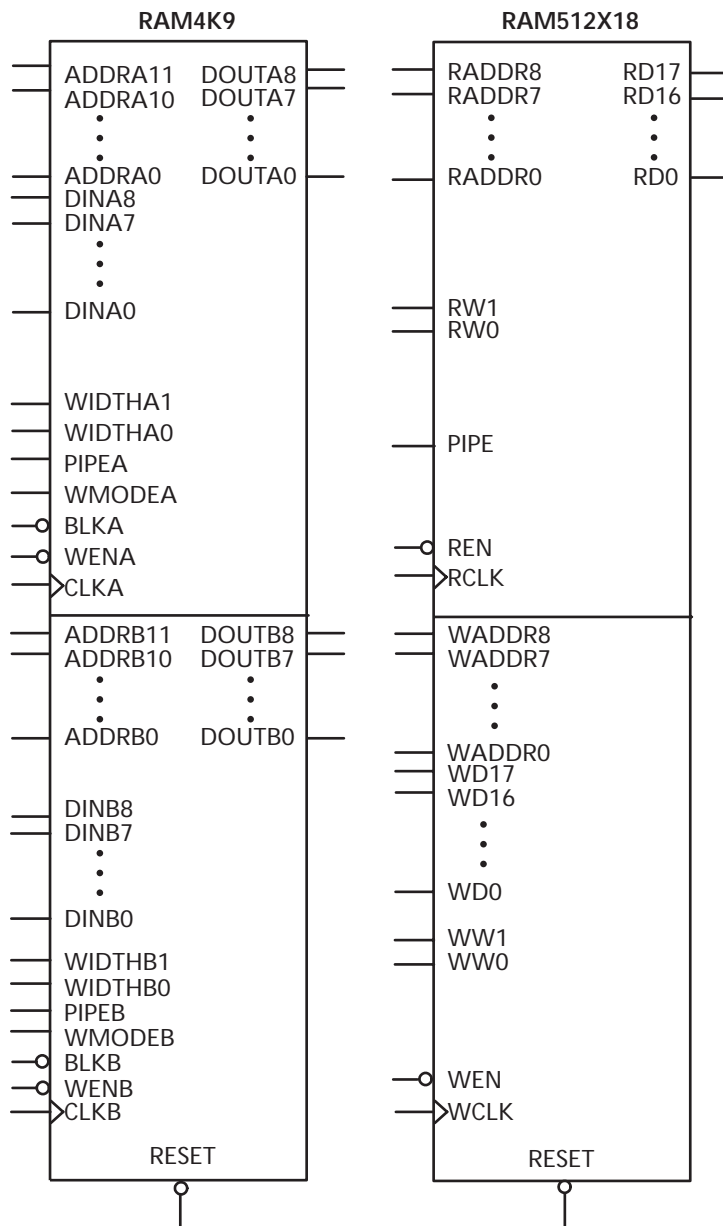 RAM4K9
ADDRA11 DOUTA8
ADDRA10 DOUTA7
ADDRA0 DOUTA0
DINA8
DINA7
DINA0
WIDTHA1
WIDTHA0
PIPEA
WMODEA
BLKA
WENA
CLKA
ADDRB11 DOUTB8
ADDRB10 DOUTB7
ADDRB0 DOUTB0
DINB8
DINB7
DINB0
WIDTHB1
WIDTHB0
PIPEB
WMODEB
BLKB
WENB
CLKB
RESET
RAM512X18
RADDR8 RD17
RADDR7 RD16
RADDR0 RD0
RW1
RW0
PIPE
REN
RCLK
WADDR8
WADDR7
WADDR0
WD17
WD16
WD0
WW1
WW0
WEN
WCLK
RESET